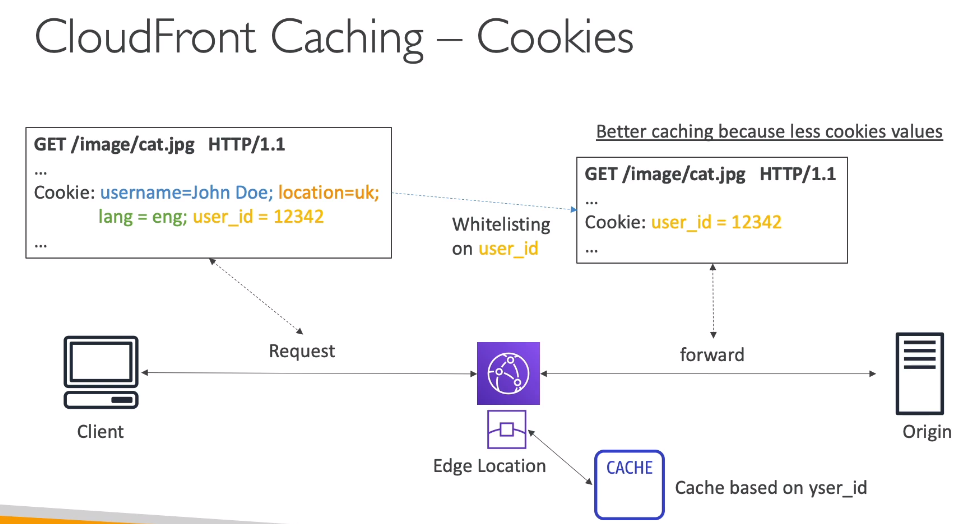 CloudFront Caching – Cookies
GET /image/cat.jpg HTTP/1.1
...
Cookie: username=John Doe; location=uk;
lang = eng; user_id = 12342
...
Better caching because less cookies values
GET /image/cat.jpg HTTP/1.1
...
Cookie: user_id = 12342
...
Whitelisting
on user_id
Request
forward
Client
Edge Location
Origin
CACHE
Cache based on yser_id